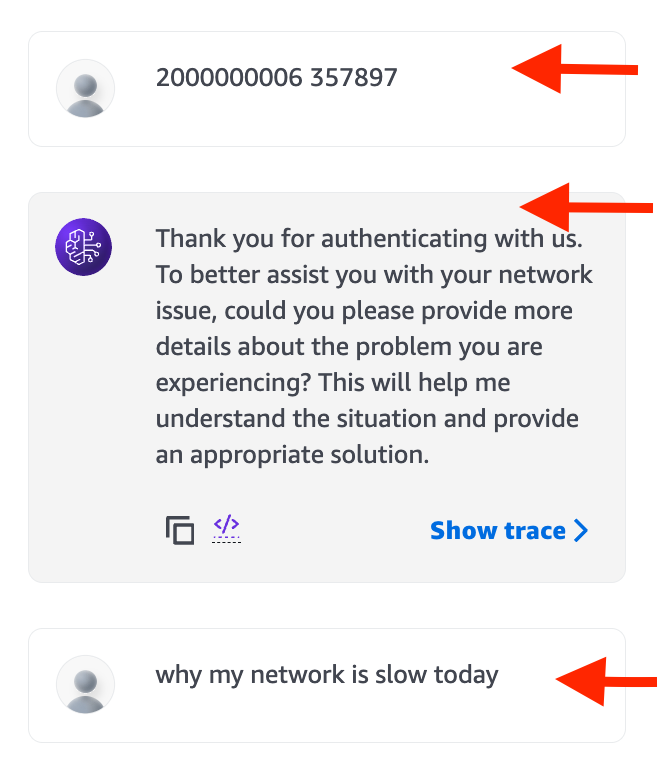 2000000006 357897
Thank you for authenticating with us.
To better assist you with your network
issue, could you please provide more
details about the problem you are
experiencing? This will help me
understand the situation and provide
an appropriate solution.
</>
Show trace
why my network is slow today